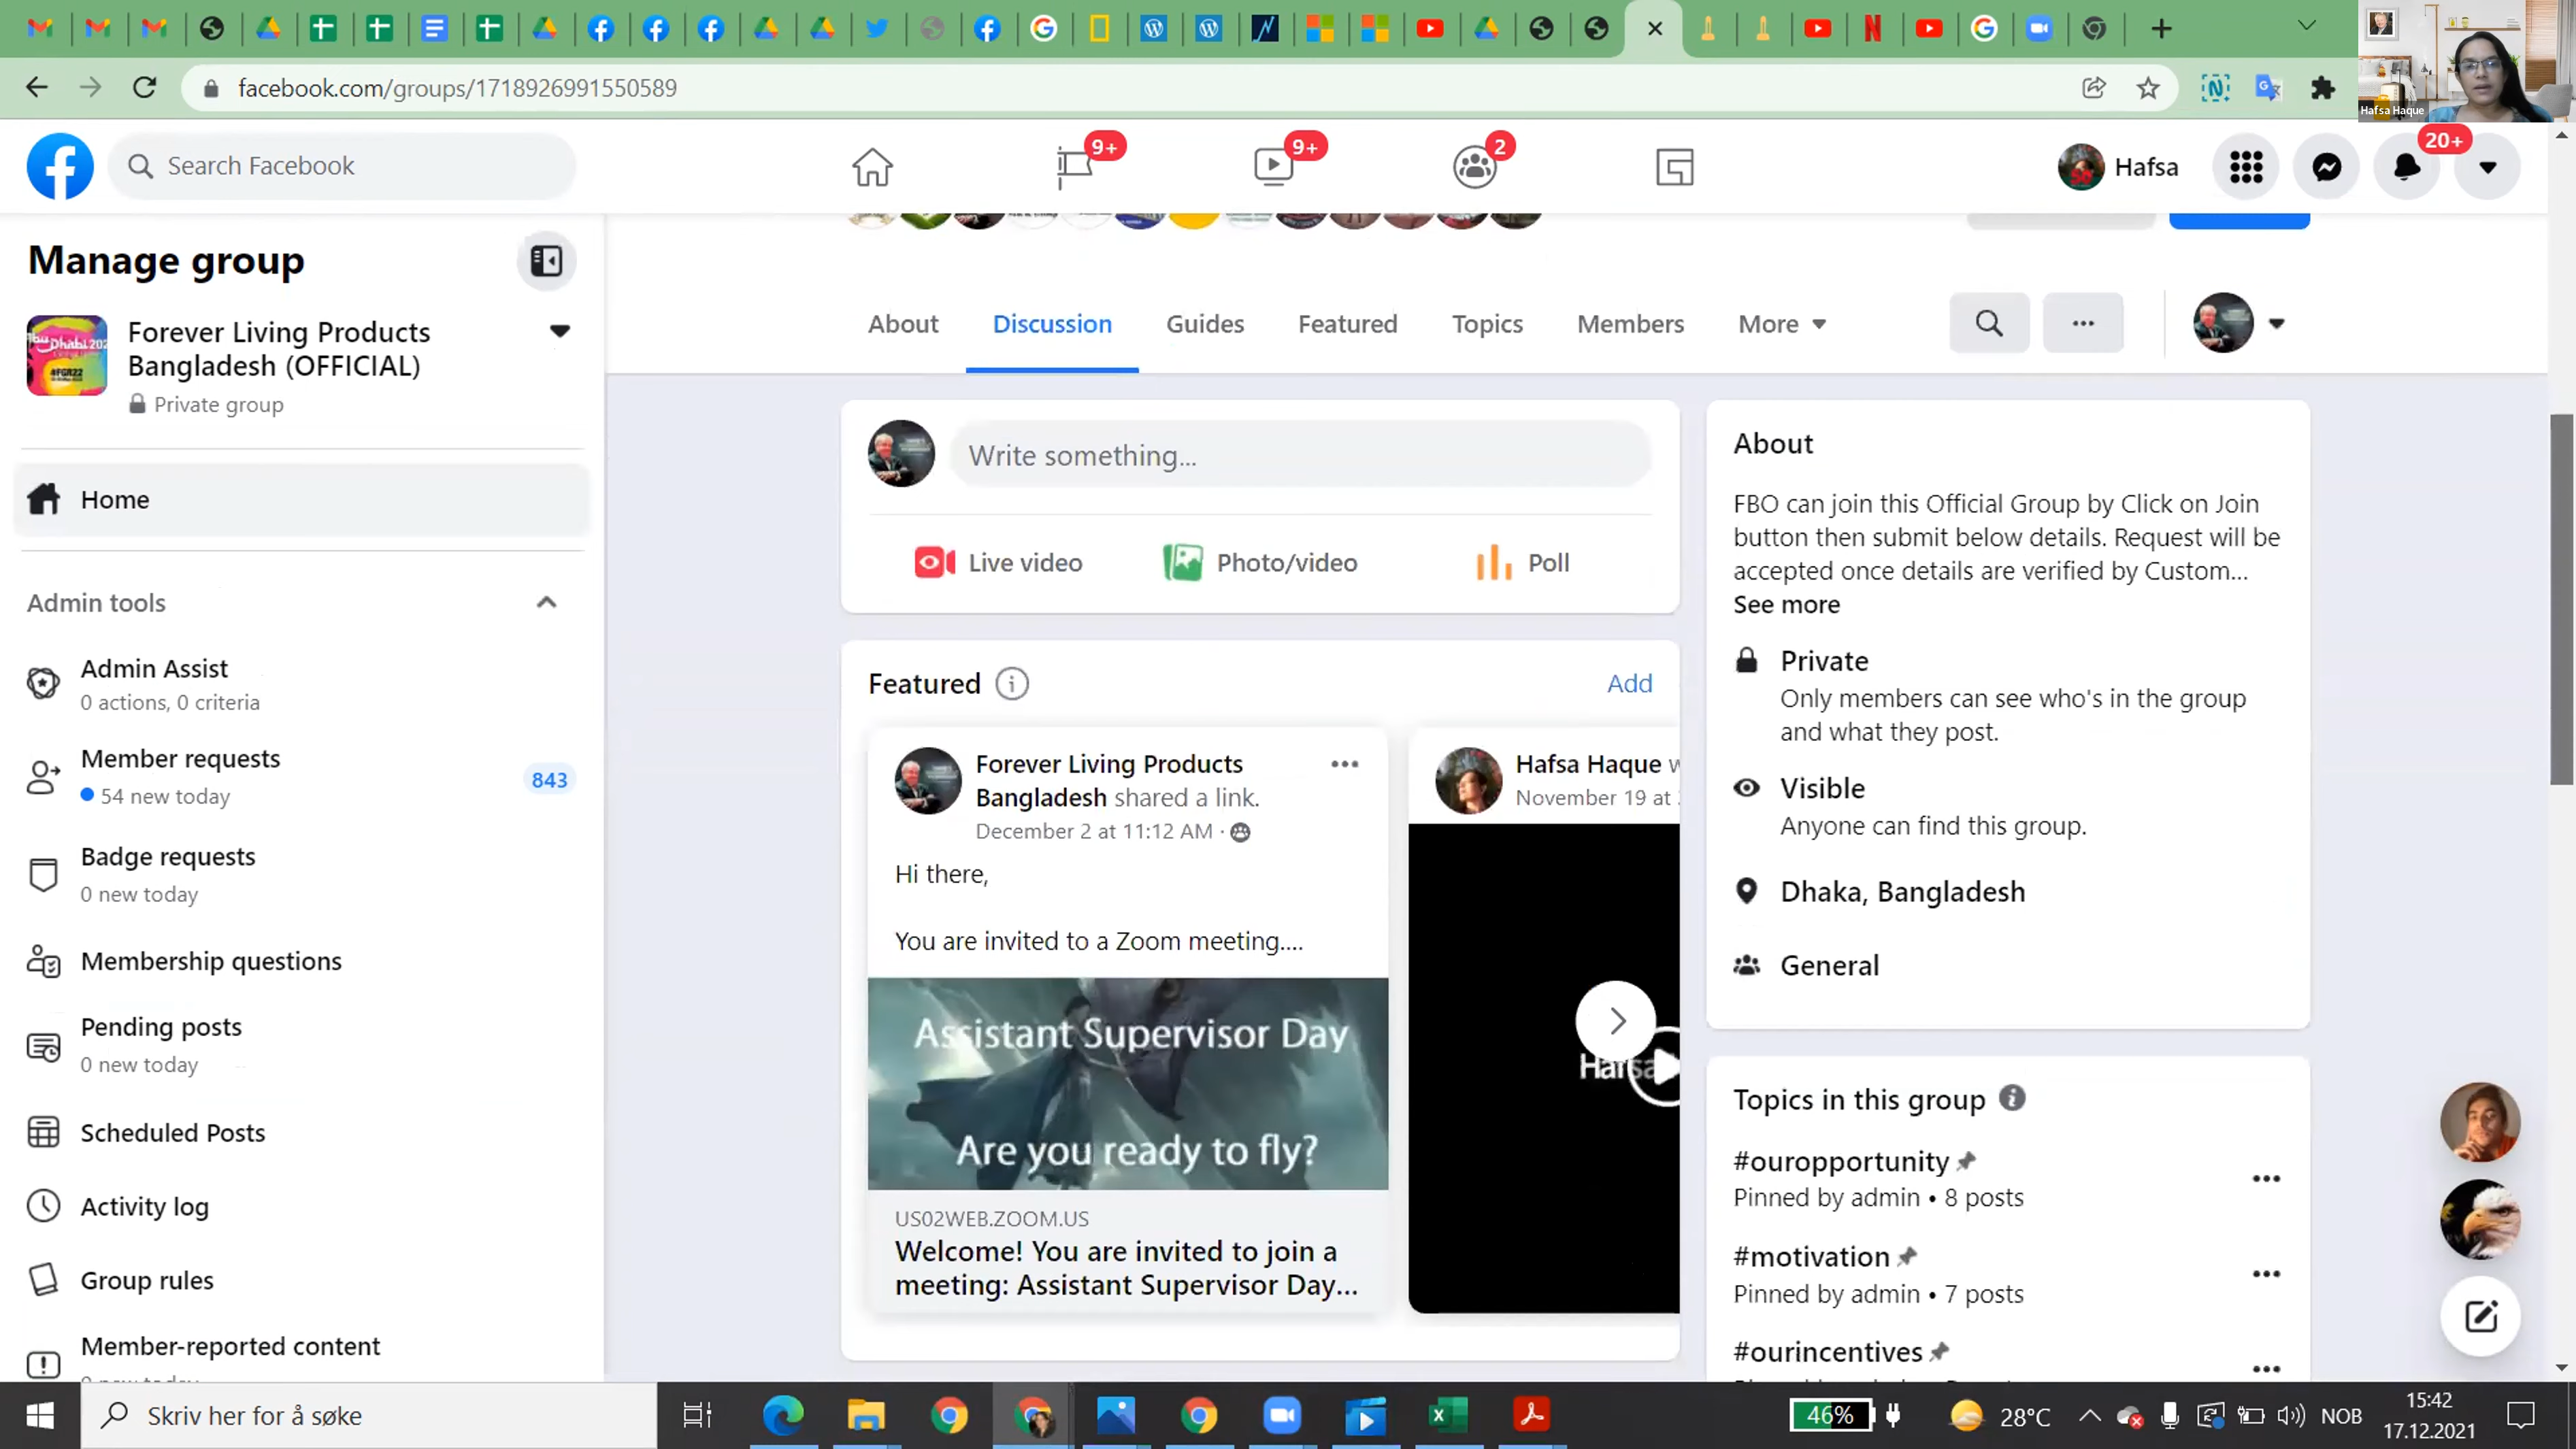 facebook.com/groups/1718926991550589
Hafsa Haque
Search Facebook
9+
9+
2
Hafsa
20+
Manage group
Forever Living Products
Bangladesh (OFFICIAL)
Private group
Home
Admin tools
Admin Assist
0 actions, 0 criteria
Member requests
54 new today
843
Badge requests
0 new today
Membership questions
Pending posts
0 new today
Scheduled Posts
Activity log
Group rules
Member-reported content
About
Discussion
Guides
Featured
Topics
Members
More
Write something...
Live video
Photo/video
Poll
Featured
Add
Forever Living Products
Bangladesh shared a link.
December 2 at 11:12 AM ·
Hi there,
You are invited to a Zoom meeting....
Assistant Supervisor Day
Are you ready to fly?
US02WEB.ZOOM.US
Welcome! You are invited to join a
meeting: Assistant Supervisor Day...
Hafsa Haque
November 19 at
About
FBO can join this Official Group by Click on Join
button then submit below details. Request will be
accepted once details are verified by Custom...
See more
Private
Only members can see who's in the group
and what they post.
Visible
Anyone can find this group.
Dhaka, Bangladesh
General
Topics in this group
#ouropportunity
Pinned by admin • 8 posts
#motivation
Pinned by admin • 7 posts
#ourincentives
Skriv her for å søke
46%
28°C
NOB
15:42
17.12.2021